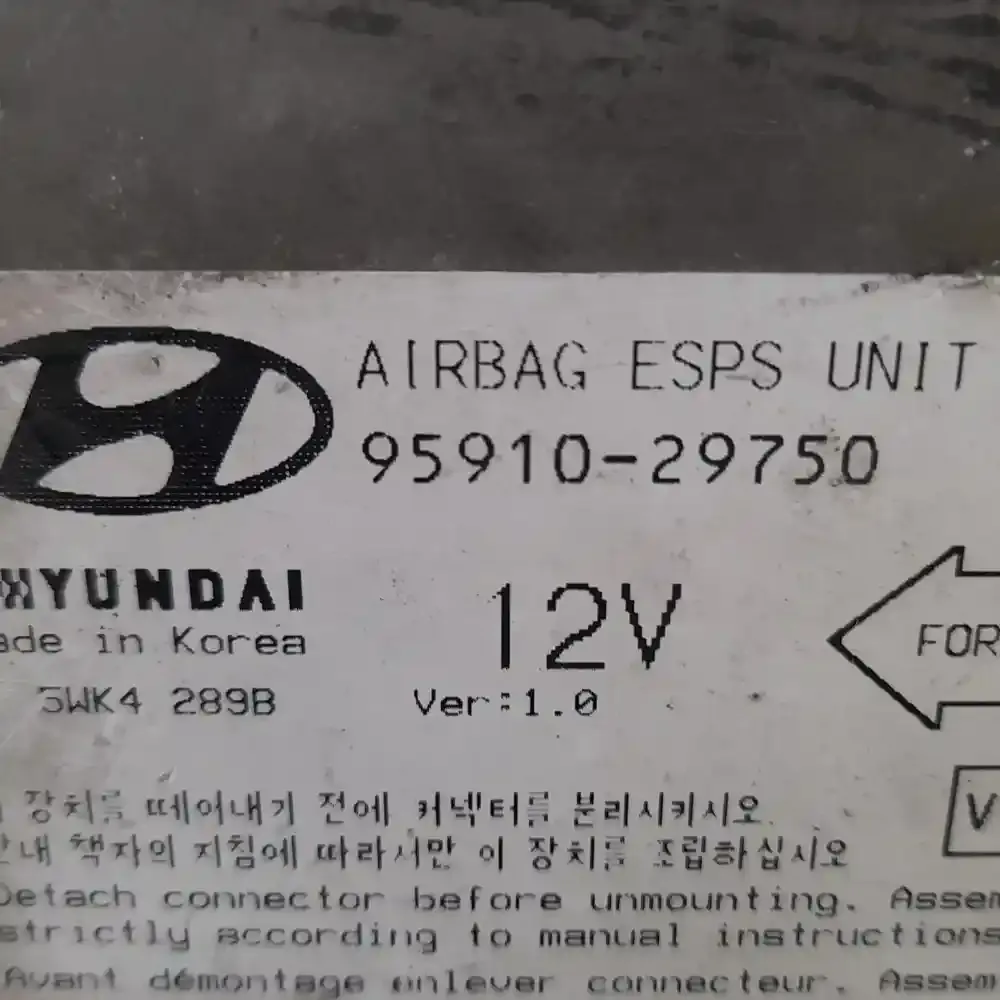 AIRBAG ESPS UNIT
95910-29750
HYUNDAI
ade in Korea
5WK4 289B
12V
Ver:1.0
FOR
V
장치를 떼어내기 전에 커넥터를 분리시키시오.
안내 책자의 지침에 따라서만 이 장치를 조립하십시오
Detach connector before unmounting. Assem
strictly according to manual instructions
Avant démontage enlever connecteur. Assem